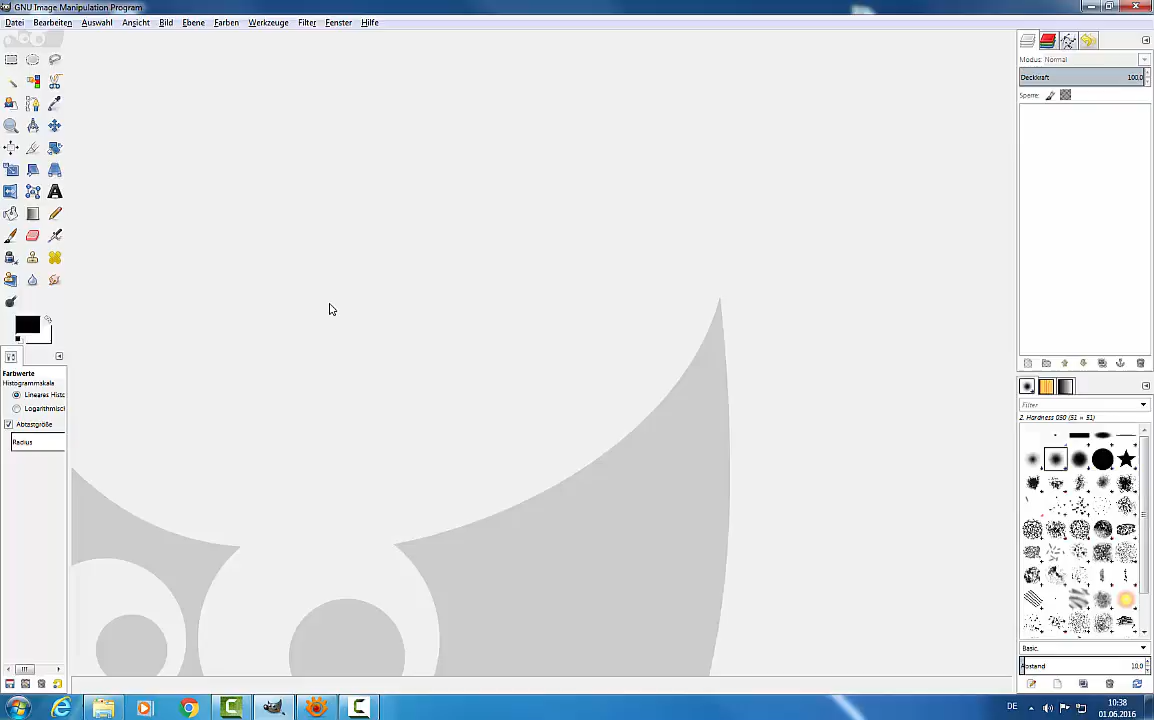 GNU Image Manipulation Program
Datei Bearbeiten Auswahl Ansicht Bild Ebene Farben Werkzeuge Filter Fenster Hilfe
Modus: Normal
Deckkraft 100,0
Sperre:
Farbwerte
Histogrammskala
Lineares Histo
Logarithmisch
Abtastgröße
Radius
Filter
2. Hardness 050 (51 × 51)
Basic,
Abstand 10,0
DE
10:38
01.06.2016